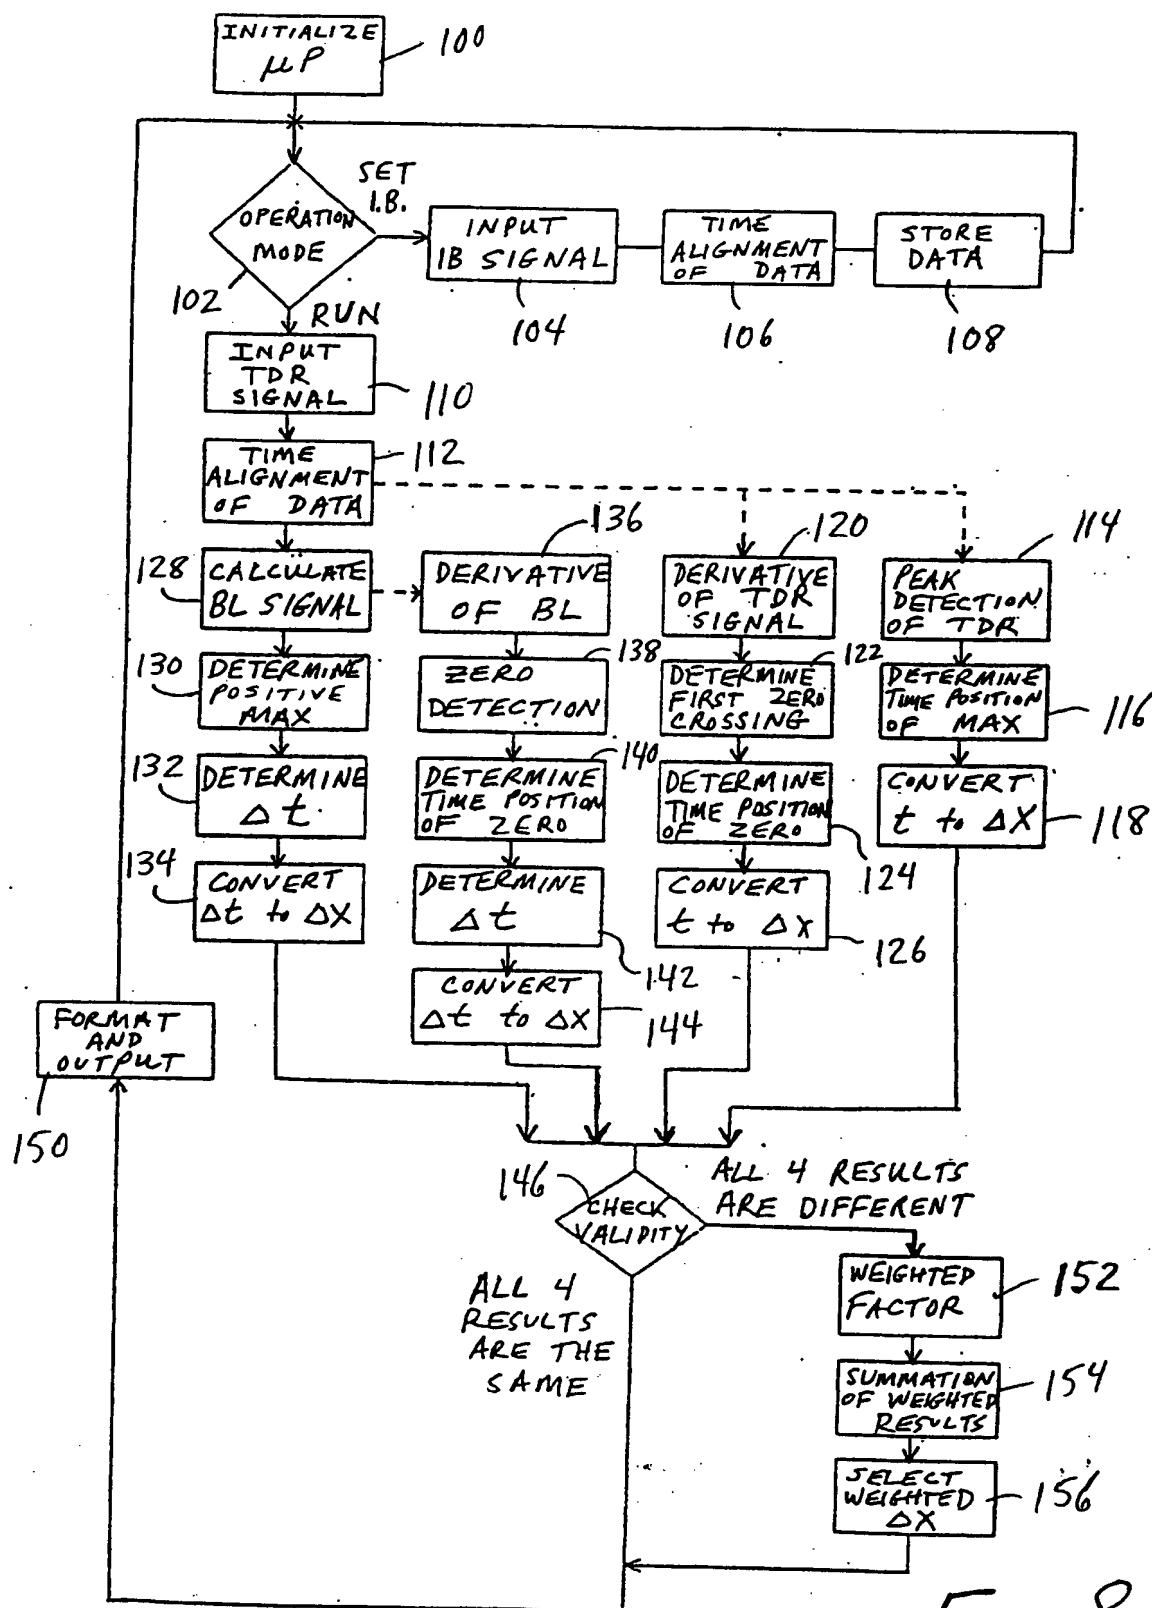 INITIALIZE
μP
100
SET
I.B.
OPERATION
MODE
102
INPUT
IB SIGNAL
104
TIME
ALIGNMENT
OF DATA
106
STORE
DATA
108
RUN
INPUT
TDR
SIGNAL
110
TIME
ALIGNMENT
OF DATA
112
128
CALCULATE
BL SIGNAL
136
DERIVATIVE
OF BL
120
DERIVATIVE
OF TDR
SIGNAL
114
PEAK
DETECTION
OF TDR
130
DETERMINE
POSITIVE
MAX
138
ZERO
DETECTION
122
DETERMINE
FIRST ZERO
CROSSING
DETERMINE
TIME POSITION
OF MAX
116
132
DETERMINE
Δt
140
DETERMINE
TIME POSITION
OF ZERO
DETERMINE
TIME POSITION
OF ZERO
124
CONVERT
t to ΔX
118
134
CONVERT
Δt to ΔX
DETERMINE
Δt
142
CONVERT
t to ΔX
126
CONVERT
Δt to ΔX
144
FORMAT
AND
OUTPUT
150
146
CHECK
VALIDITY
ALL 4 RESULTS
ARE DIFFERENT
ALL 4
RESULTS
ARE THE
SAME
WEIGHTED
FACTOR
152
SUMMATION
OF WEIGHTED
RESULTS
154
SELECT
WEIGHTED
ΔX
156